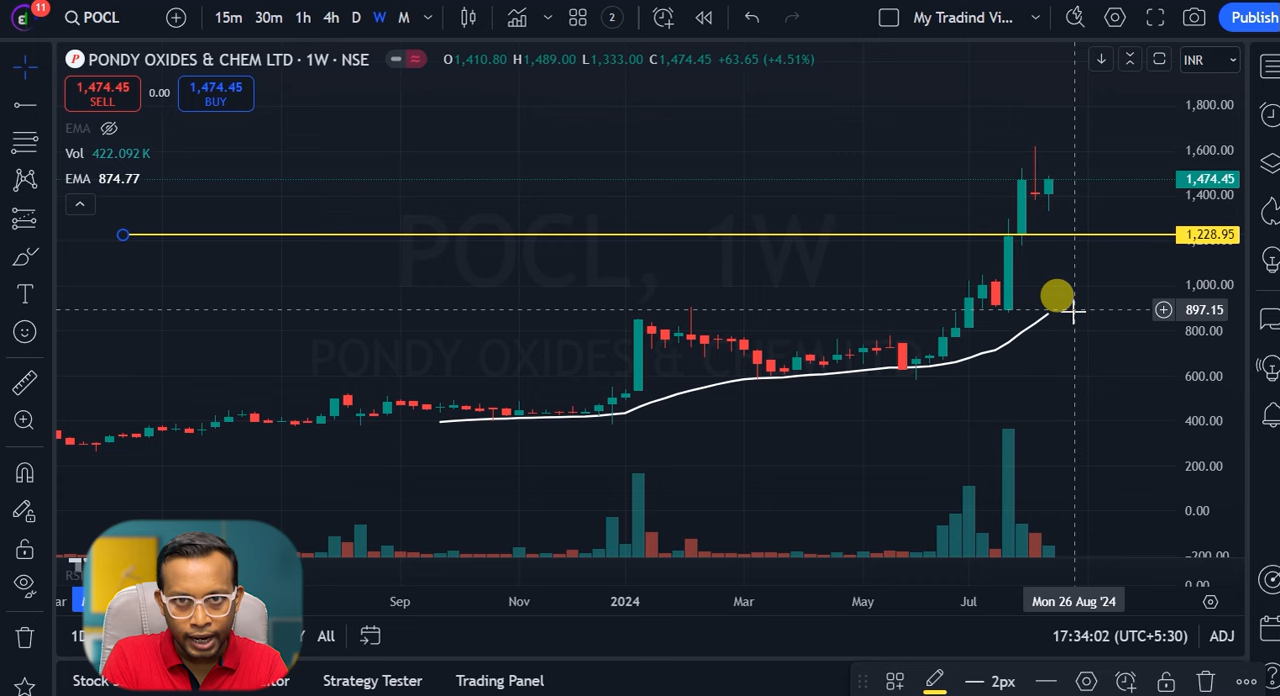 11
POCL
15m 30m 1h 4h D W M
2
My Tradind Vi...
Publish
P PONDY OXIDES & CHEM LTD · 1W · NSE
O1,410.80 H1,489.00 L1,333.00 C1,474.45 +63.65 (+4.51%)
INR
1,474.45
SELL
0.00
1,474.45
BUY
EMA
Vol 422.092 K
EMA 874.77
POCL, 1W
PONDY OXIDES & CHEM LTD
1,800.00
1,600.00
1,474.45
1,400.00
1,228.95
1,000.00
897.15
800.00
600.00
400.00
200.00
0.00
−200.00
0.00
Sep Nov 2024 Mar May Jul Mon 26 Aug '24
All
17:34:02 (UTC+5:30) ADJ
Strategy Tester Trading Panel
2px